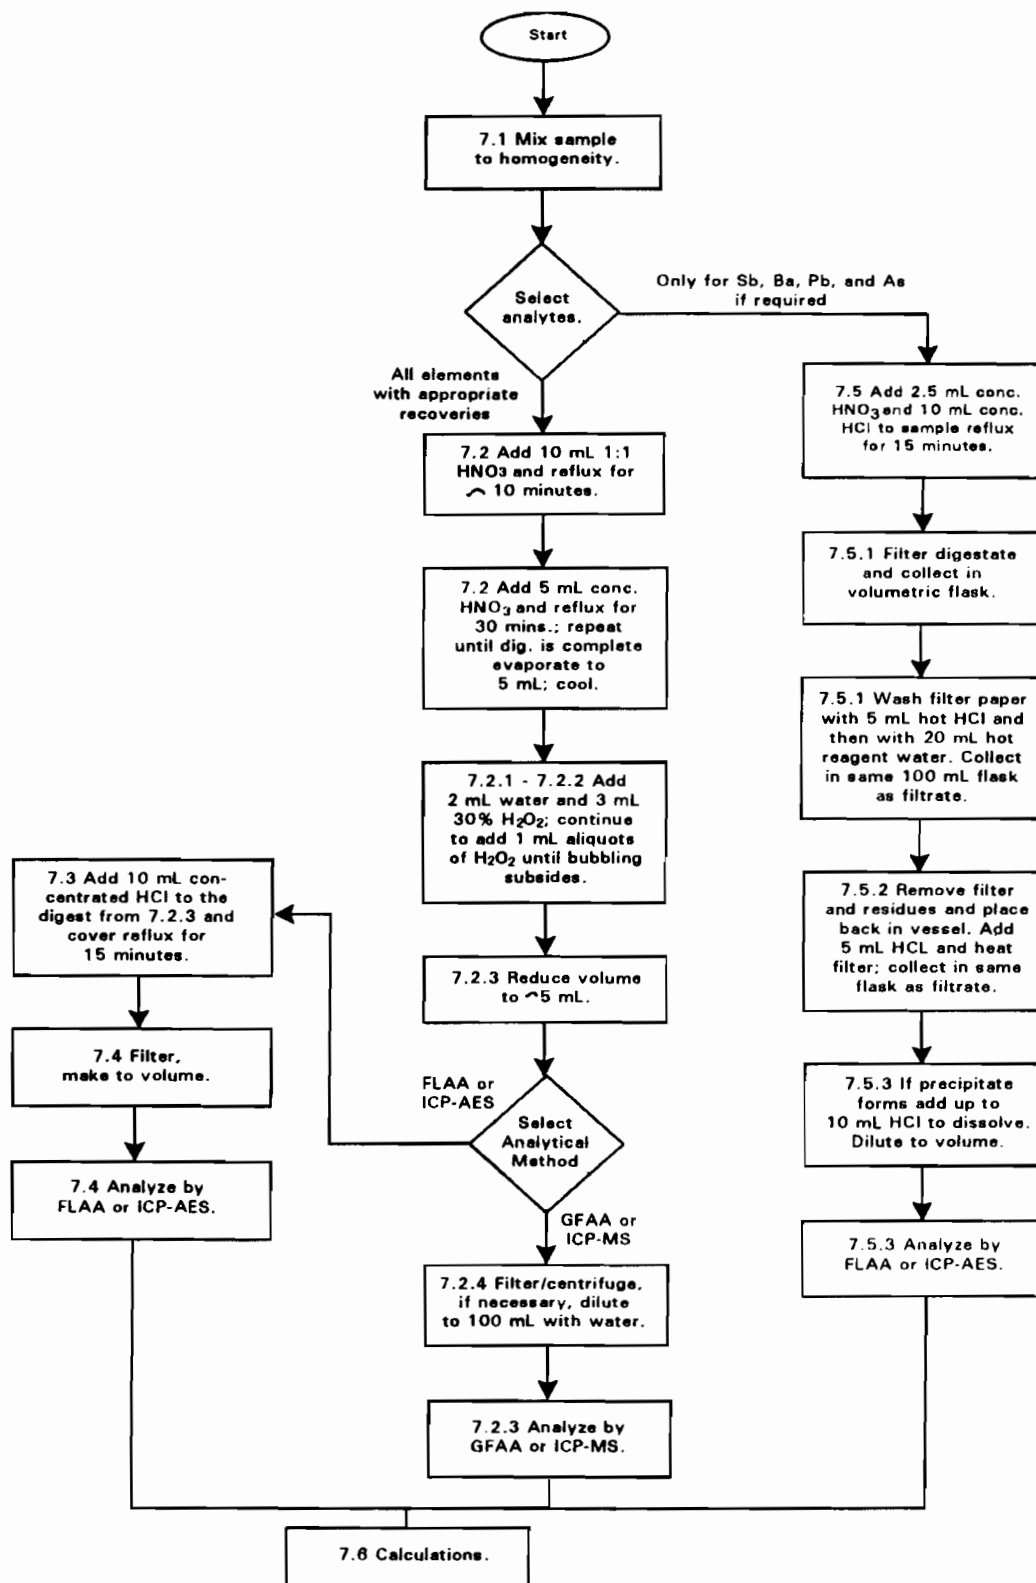 Start
7.1 Mix sample
to homogeneity.
Select
analytes.
Only for Sb, Ba, Pb, and As
if required
All elements
with appropriate
recoveries
7.2 Add 10 mL 1:1
HNO3 and reflux for
~ 10 minutes.
7.2 Add 5 mL conc.
HNO₃ and reflux for
30 mins.; repeat
until dig. is complete
evaporate to
5 mL; cool.
7.2.1 - 7.2.2 Add
2 mL water and 3 mL
30% H₂O₂; continue
to add 1 mL aliquots
of H₂O₂ until bubbling
subsides.
7.2.3 Reduce volume
to ~5 mL.
FLAA or
ICP-AES
Select
Analytical
Method
GFAA or
ICP-MS
7.2.4 Filter/centrifuge,
if necessary, dilute
to 100 mL with water.
7.2.3 Analyze by
GFAA or ICP-MS.
7.3 Add 10 mL con-
centrated HCl to the
digest from 7.2.3 and
cover reflux for
15 minutes.
7.4 Filter,
make to volume.
7.4 Analyze by
FLAA or ICP-AES.
7.5 Add 2.5 mL conc.
HNO₃ and 10 mL conc.
HCl to sample reflux
for 15 minutes.
7.5.1 Filter digestate
and collect in
volumetric flask.
7.5.1 Wash filter paper
with 5 mL hot HCl and
then with 20 mL hot
reagent water. Collect
in same 100 mL flask
as filtrate.
7.5.2 Remove filter
and residues and place
back in vessel. Add
5 mL HCL and heat
filter; collect in same
flask as filtrate.
7.5.3 If precipitate
forms add up to
10 mL HCl to dissolve.
Dilute to volume.
7.5.3 Analyze by
FLAA or ICP-AES.
7.6 Calculations.